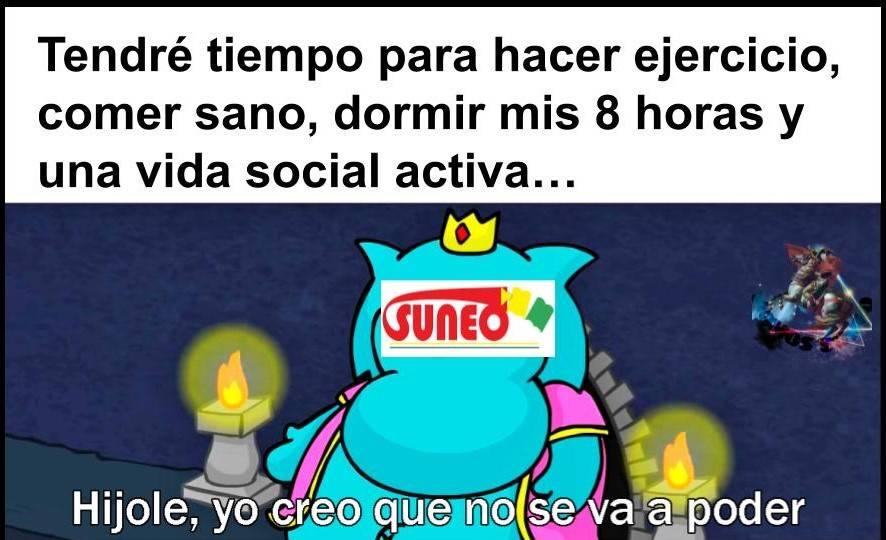 Tendré tiempo para hacer ejercicio,
comer sano, dormir mis 8 horas y
una vida social activa...
SUNEO
Hijole, yo creo que no se va a poder